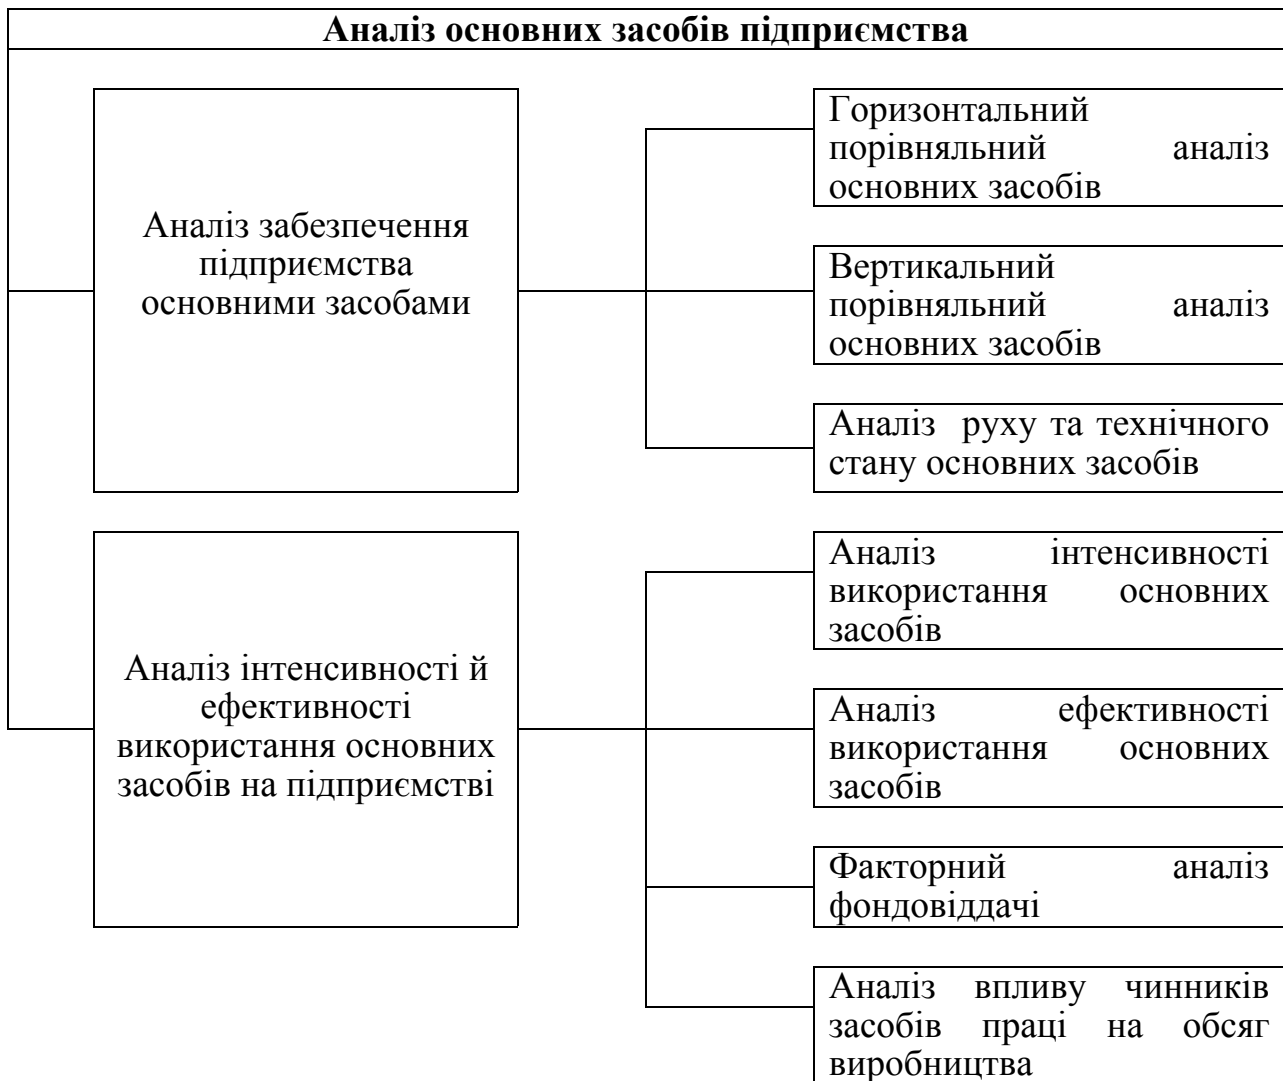 Аналіз основних засобів підприємства
Аналіз забезпечення
підприємства
основними засобами
Горизонтальний
порівняльний аналіз
основних засобів
Вертикальний
порівняльний аналіз
основних засобів
Аналіз руху та технічного
стану основних засобів
Аналіз інтенсивності й
ефективності
використання основних
засобів на підприємстві
Аналіз інтенсивності
використання основних
засобів
Аналіз ефективності
використання основних
засобів
Факторний аналіз
фондовіддачі
Аналіз впливу чинників
засобів праці на обсяг
виробництва